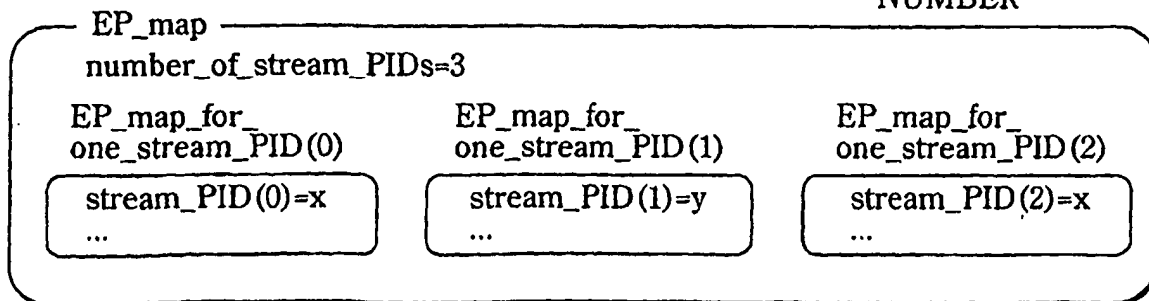 NUMBER
EP_map
number_of_stream_PIDs=3
EP_map_for_ EP_map_for_ EP_map_for_
one_stream_PID(0) one_stream_PID(1) one_stream_PID(2)
stream_PID(0)=x stream_PID(1)=y stream_PID(2)=x
... ... ...